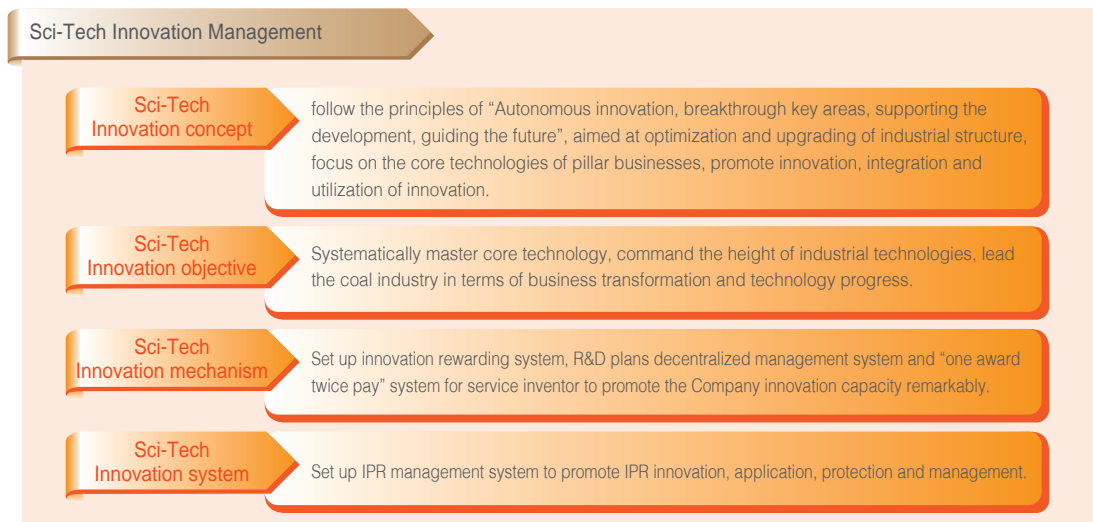 Sci-Tech Innovation Management
Sci-Tech
Innovation concept
follow the principles of “Autonomous innovation, breakthrough key areas, supporting the
development, guiding the future”, aimed at optimization and upgrading of industrial structure,
focus on the core technologies of pillar businesses, promote innovation, integration and
utilization of innovation.
Sci-Tech
Innovation objective
Systematically master core technology, command the height of industrial technologies, lead
the coal industry in terms of business transformation and technology progress.
Sci-Tech
Innovation mechanism
Set up innovation rewarding system, R&D plans decentralized management system and “one award
twice pay” system for service inventor to promote the Company innovation capacity remarkably.
Sci-Tech
Innovation system
Set up IPR management system to promote IPR innovation, application, protection and management.